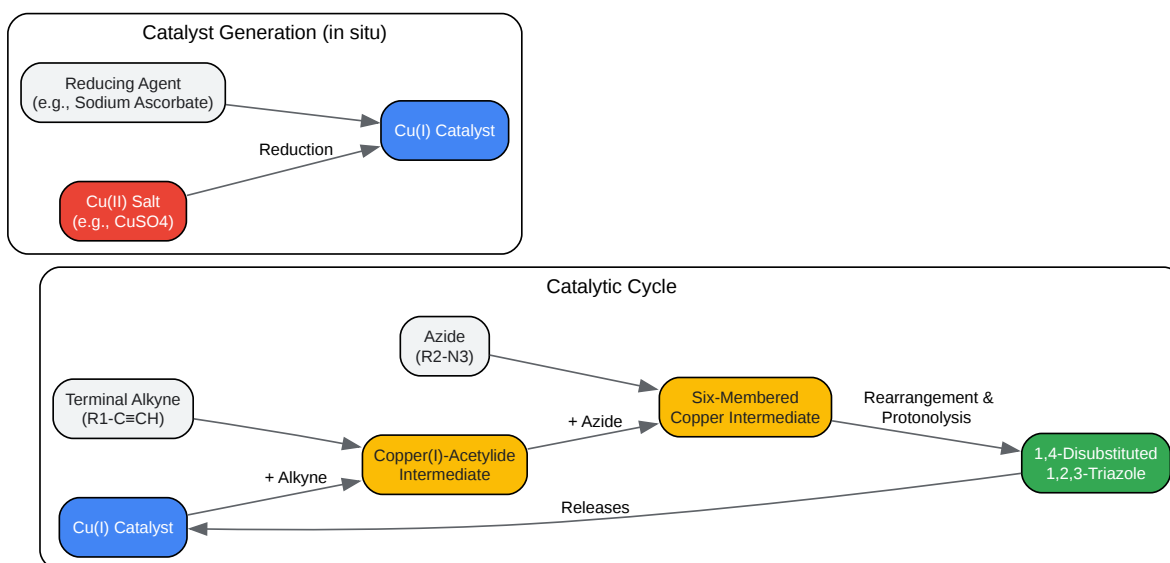 Catalyst Generation (in situ)
Reducing Agent
(e.g., Sodium Ascorbate)
Cu(I) Catalyst
Reduction
Cu(II) Salt
(e.g., CuSO4)
Catalytic Cycle
Azide
(R2-N3)
Terminal Alkyne
(R1-C≡CH)
Six-Membered
Copper Intermediate
Rearrangement &
Protonolysis
+ Azide
Copper(I)-Acetylide
Intermediate
1,4-Disubstituted
1,2,3-Triazole
+ Alkyne
Releases
Cu(I) Catalyst